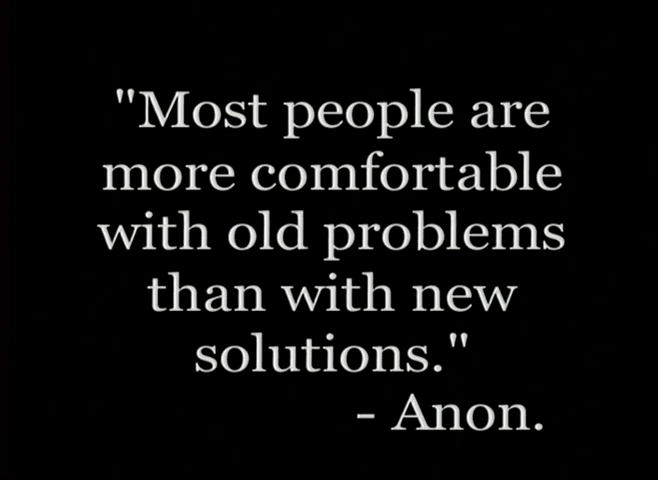 "Most people are
more comfortable
with old problems
than with new
solutions."
- Anon.